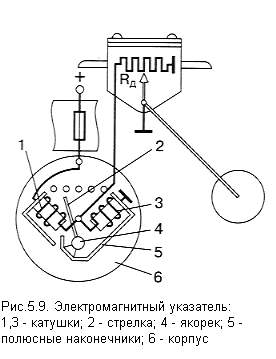 +
Rд
1
2
3
4
5
6
Рис.5.9. Электромагнитный указатель:
1,3 - катушки; 2 - стрелка; 4 - якорек; 5 -
полюсные наконечники; 6 - корпус